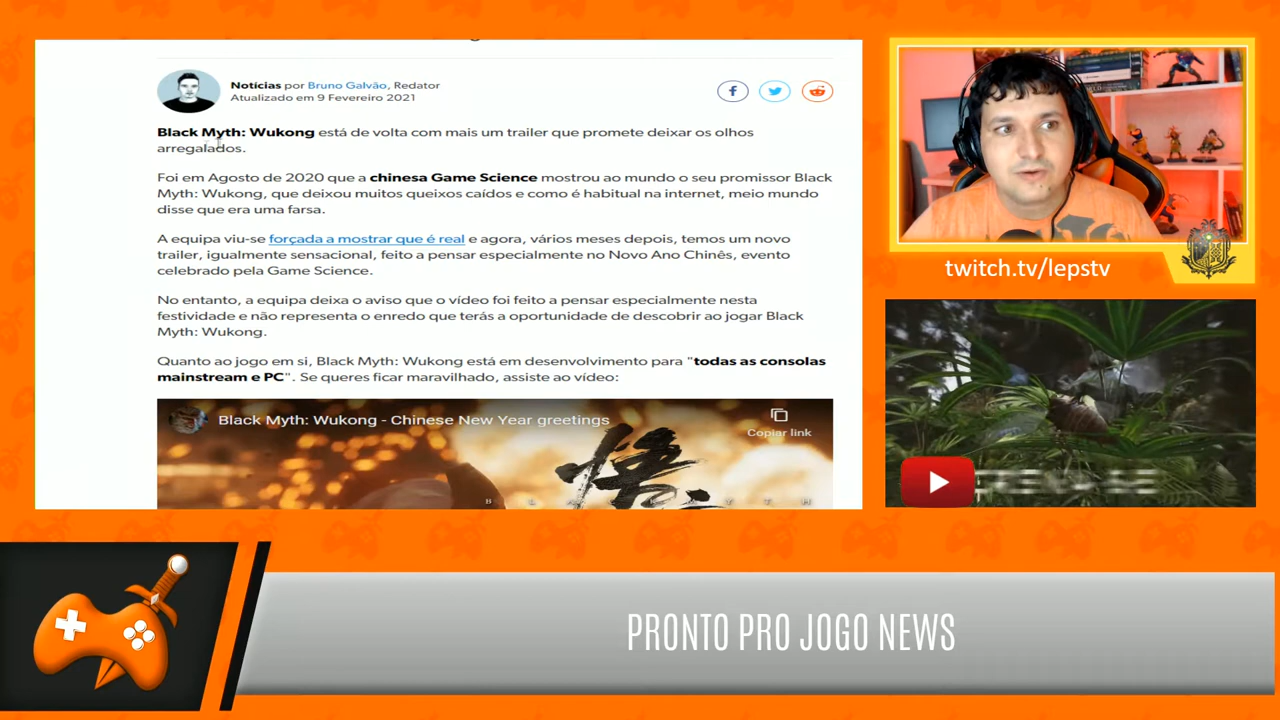 Notícias por Bruno Galvão, Redator
Atualizado em 9 Fevereiro 2021
Black Myth: Wukong está de volta com mais um trailer que promete deixar os olhos
arregalados.
Foi em Agosto de 2020 que a chinesa Game Science mostrou ao mundo o seu promissor Black
Myth: Wukong, que deixou muitos queixos caídos e como é habitual na internet, meio mundo
disse que era uma farsa.
A equipa viu-se forçada a mostrar que é real e agora, vários meses depois, temos um novo
trailer, igualmente sensacional, feito a pensar especialmente no Novo Ano Chinês, evento
celebrado pela Game Science.
No entanto, a equipa deixa o aviso que o vídeo foi feito a pensar especialmente nesta
festividade e não representa o enredo que terás a oportunidade de descobrir ao jogar Black
Myth: Wukong.
Quanto ao jogo em si, Black Myth: Wukong está em desenvolvimento para "todas as consolas
mainstream e PC". Se queres ficar maravilhado, assiste ao vídeo:
Black Myth: Wukong - Chinese New Year greetings
Copiar link
悟
twitch.tv/lepstv
PRONTO PRO JOGO NEWS